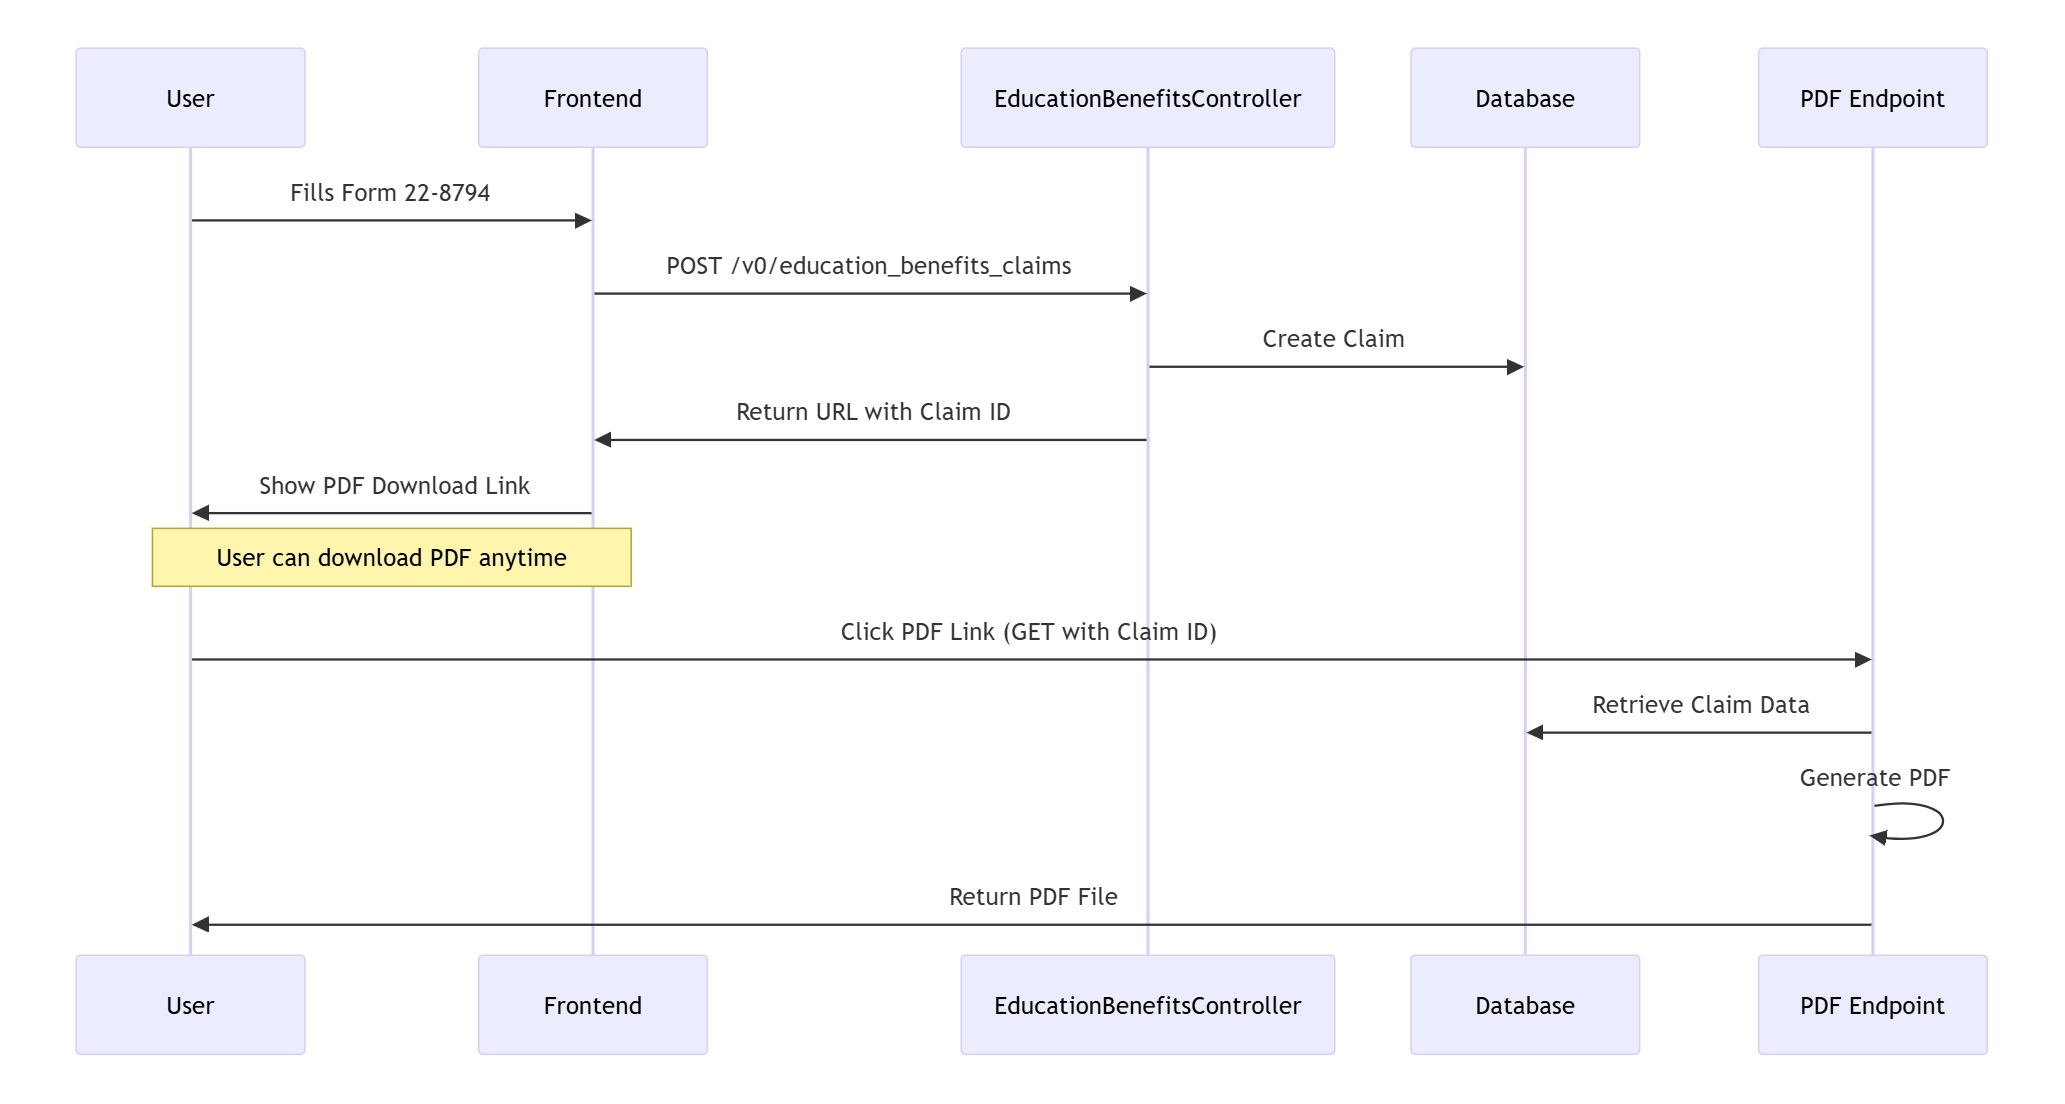 User
Frontend
EducationBenefitsController
Database
PDF Endpoint
Fills Form 22-8794
POST /v0/education_benefits_claims
Create Claim
Return URL with Claim ID
Show PDF Download Link
User can download PDF anytime
Click PDF Link (GET with Claim ID)
Retrieve Claim Data
Generate PDF
Return PDF File
User
Frontend
EducationBenefitsController
Database
PDF Endpoint